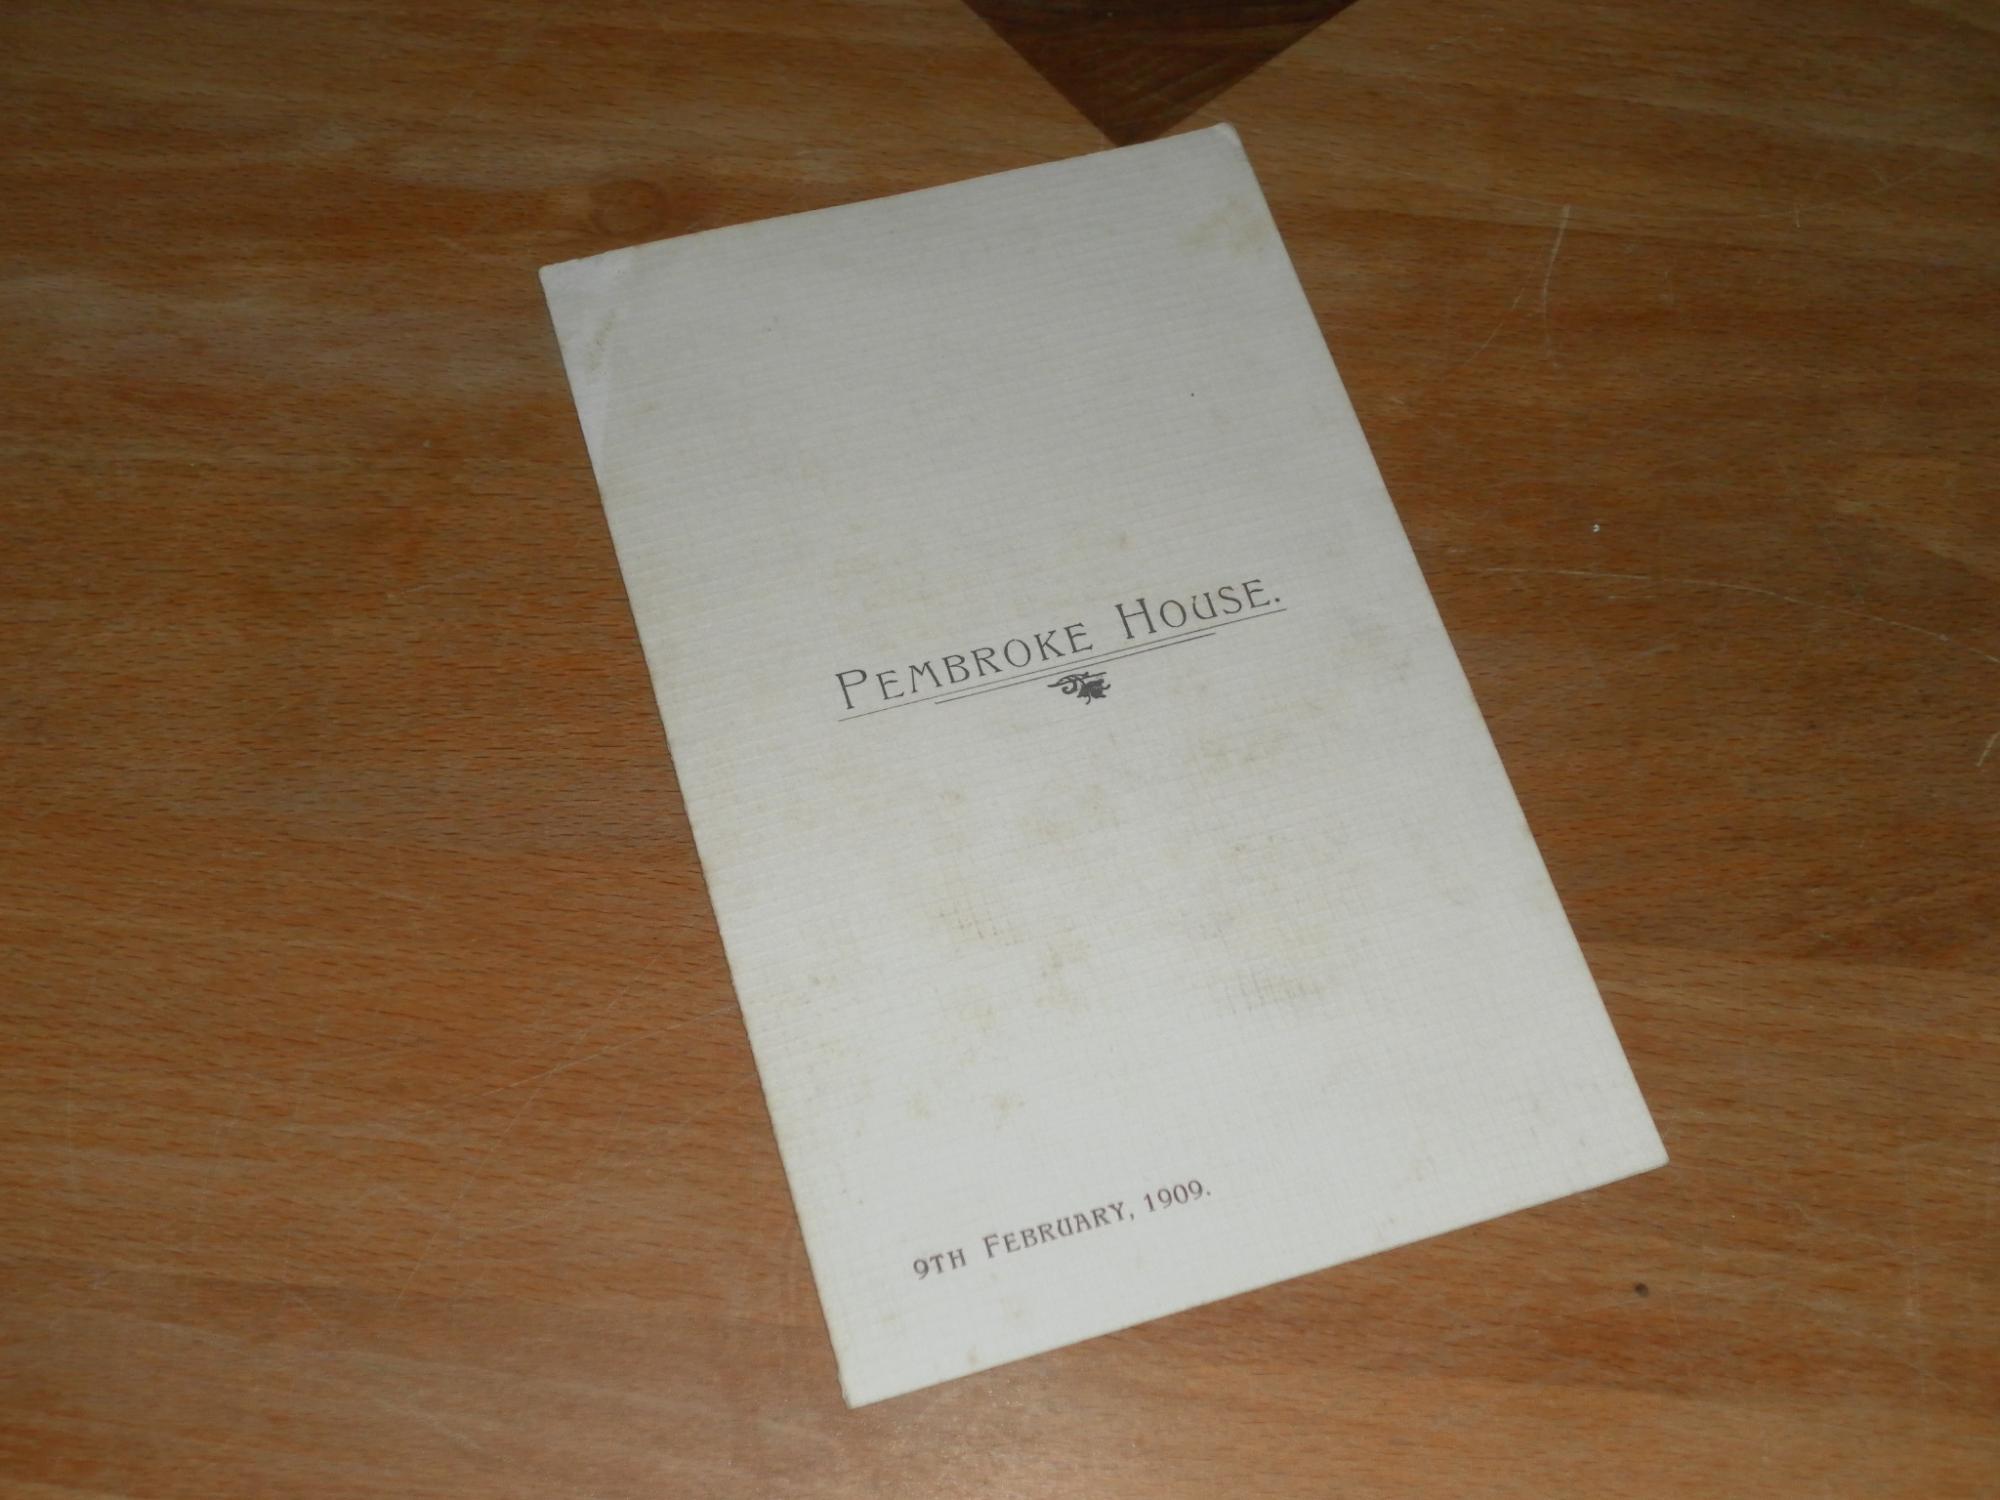 PEMBROKE HOUSE.
9TH FEBRUARY, 1909.